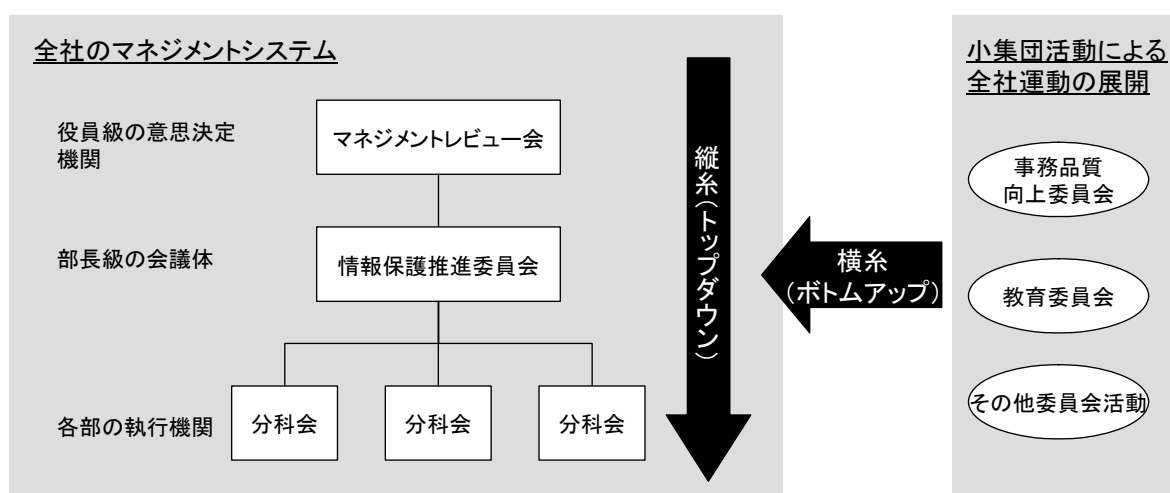 全社のマネジメントシステム
役員級の意思決定
機関
マネジメントレビュー会
部長級の会議体
情報保護推進委員会
各部の執行機関
分科会
分科会
分科会
縦糸(トップダウン)
横糸
(ボトムアップ)
小集団活動による
全社運動の展開
事務品質
向上委員会
教育委員会
その他委員会活動